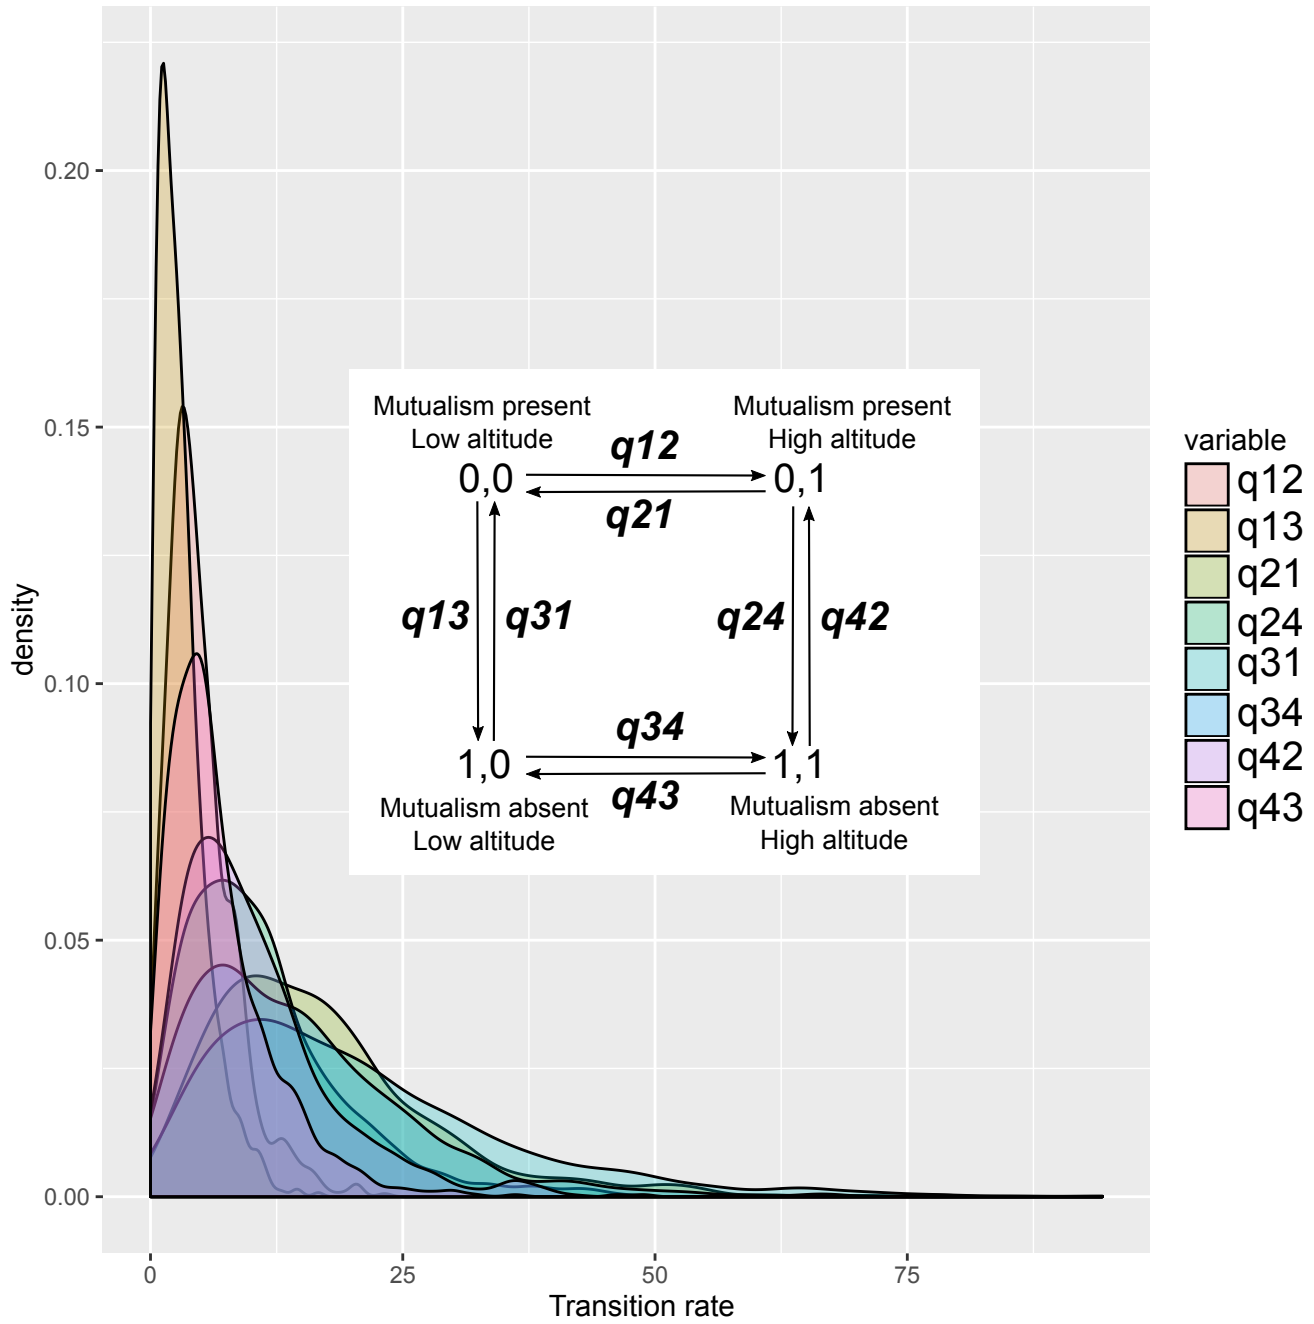 density
0.20
0.15
0.10
0.05
0.00
0
25
50
75
Transition rate
Mutualism present
Low altitude
0,0
Mutualism present
High altitude
0,1
q12
q21
q13
q31
q24
q42
q34
q43
1,0
Mutualism absent
Low altitude
1,1
Mutualism absent
High altitude
variable
q12
q13
q21
q24
q31
q34
q42
q43